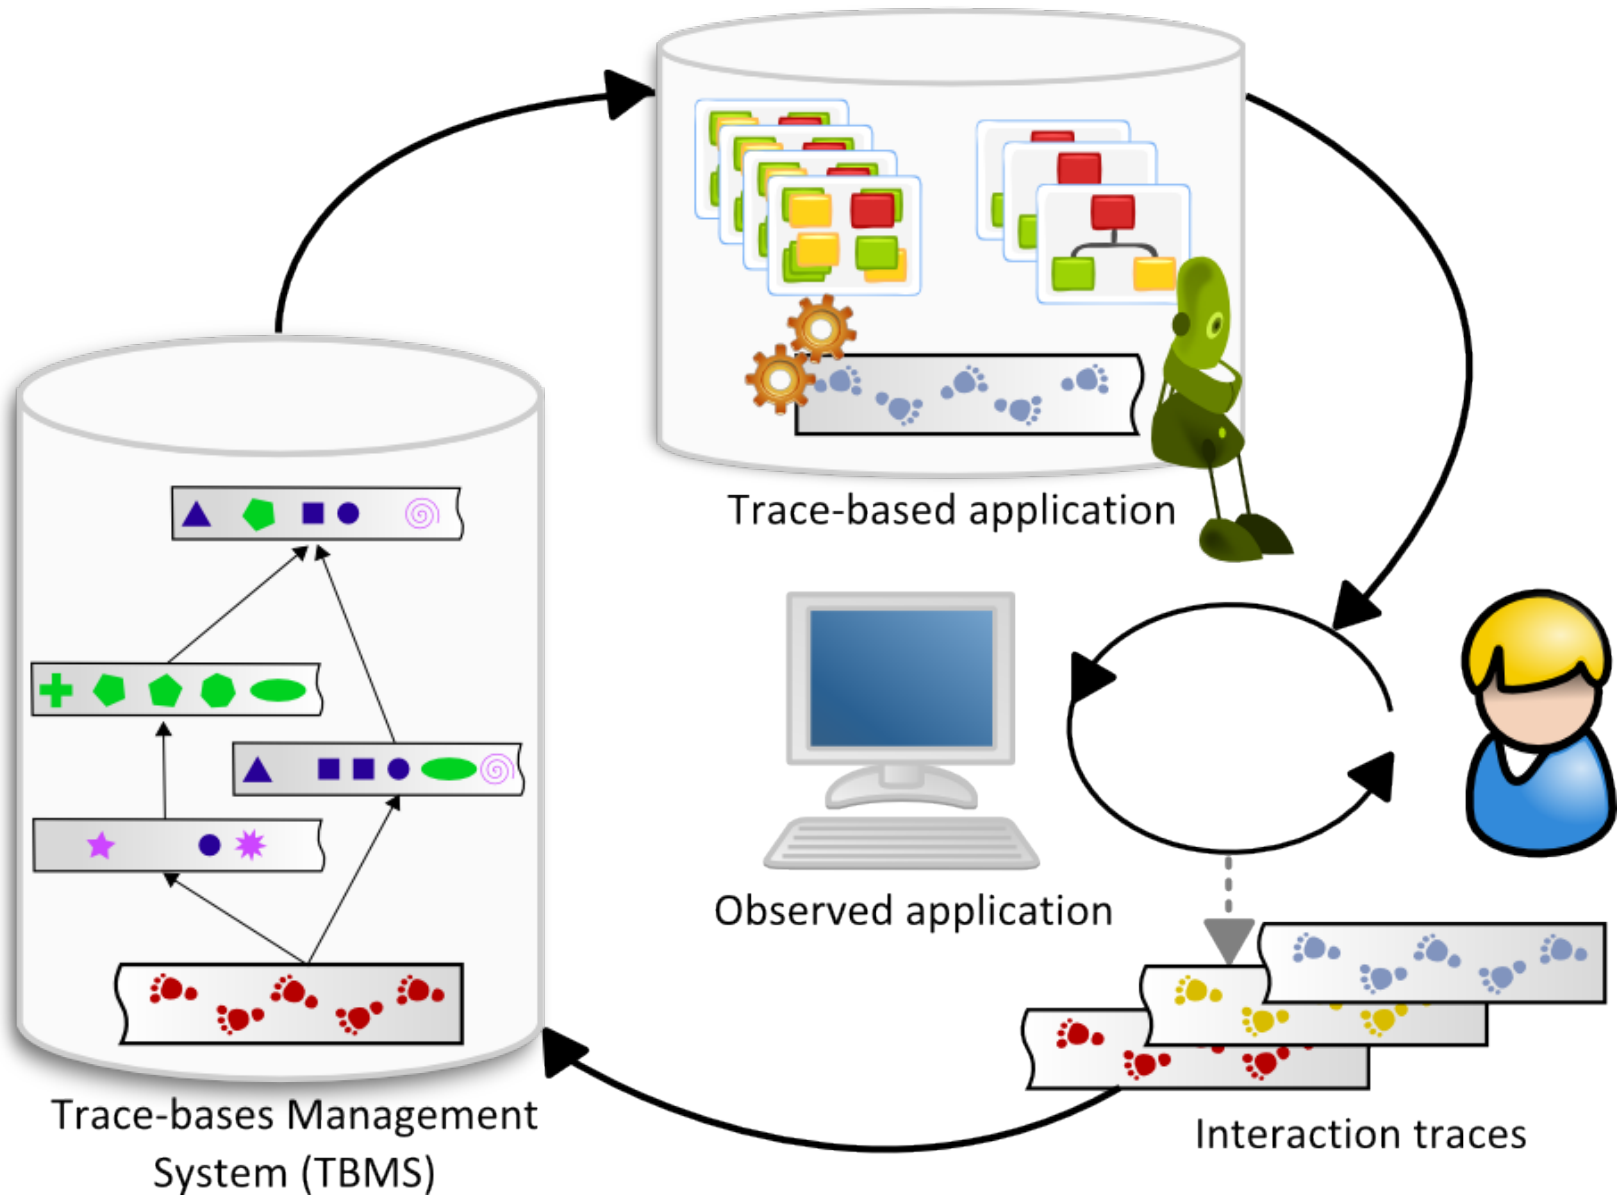 Trace-based application
Observed application
Interaction traces
Trace-bases Management
System (TBMS)